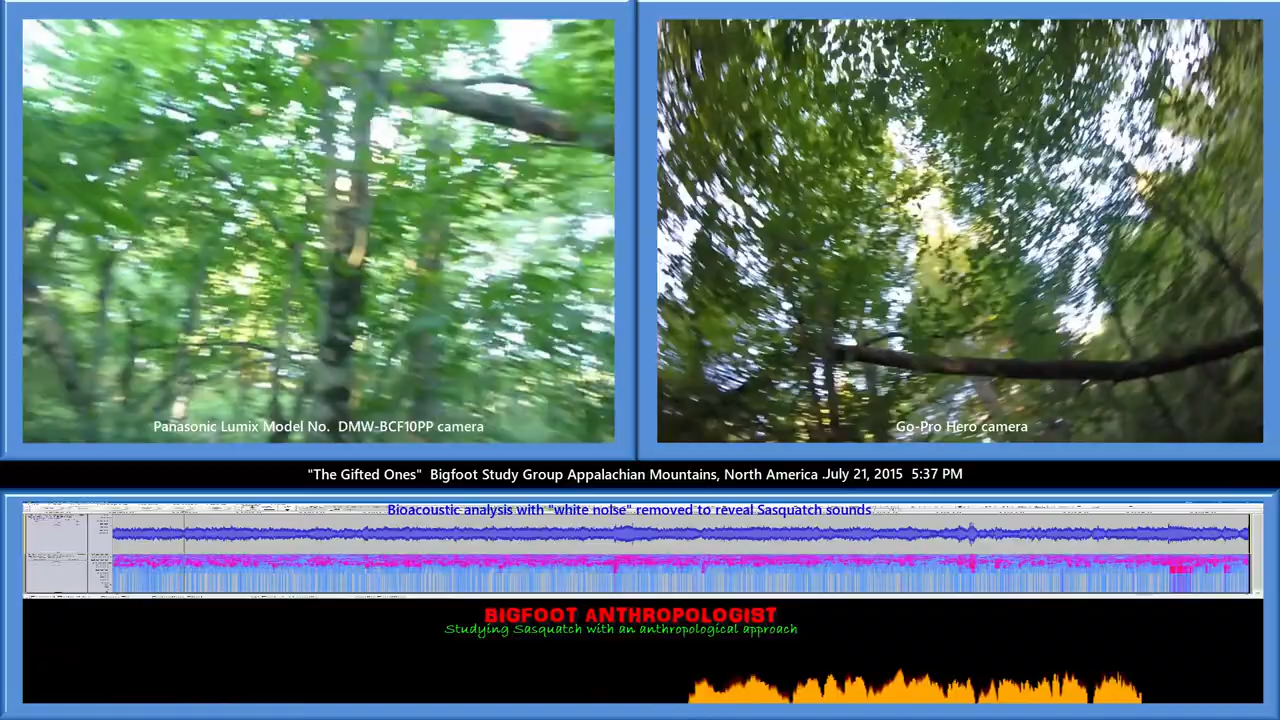 Panasonic Lumix Model No.  DMW-BCF10PP camera
Go-Pro Hero camera
"The Gifted Ones"  Bigfoot Study Group Appalachian Mountains, North America .July 21, 2015  5:37 PM
Bioacoustic analysis with "white noise" removed to reveal Sasquatch sounds
BIGFOOT ANTHROPOLOGIST
Studying Sasquatch with an anthropological approach